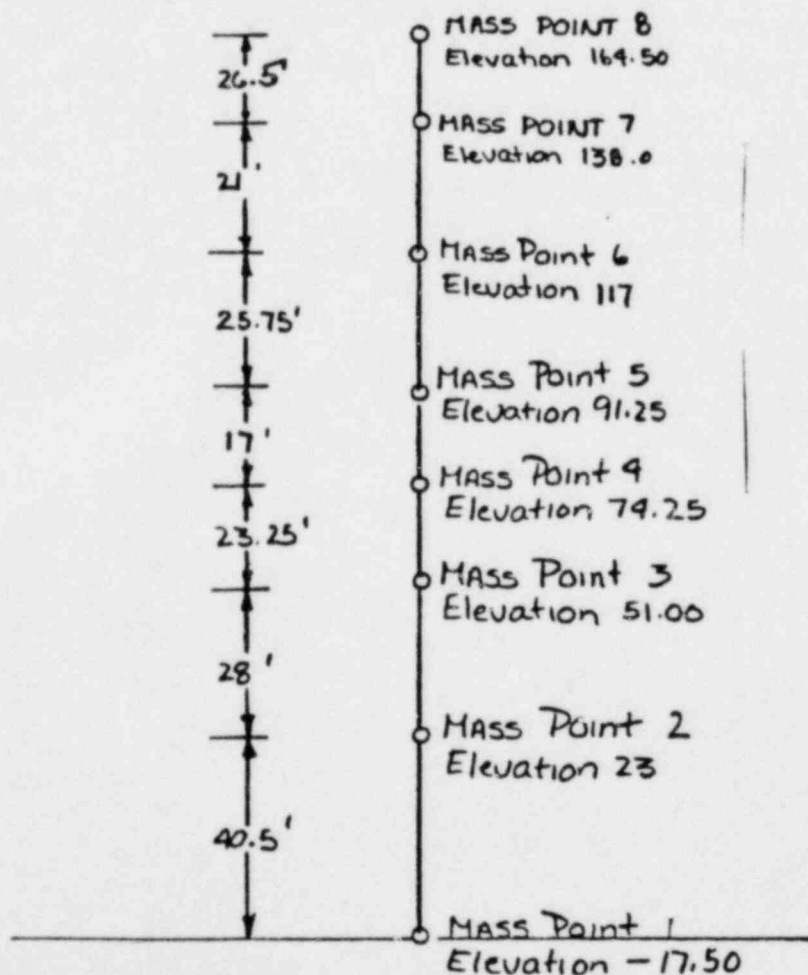 MASS POINT 8
Elevation 164.50
26.5'
MASS POINT 7
Elevation 138.0
21'
MASS Point 6
Elevation 117
25.75'
MASS Point 5
Elevation 91.25
17'
MASS Point 4
Elevation 74.25
23.25'
MASS Point 3
Elevation 51.00
28'
MASS Point 2
Elevation 23
40.5'
MASS Point 1
Elevation -17.50